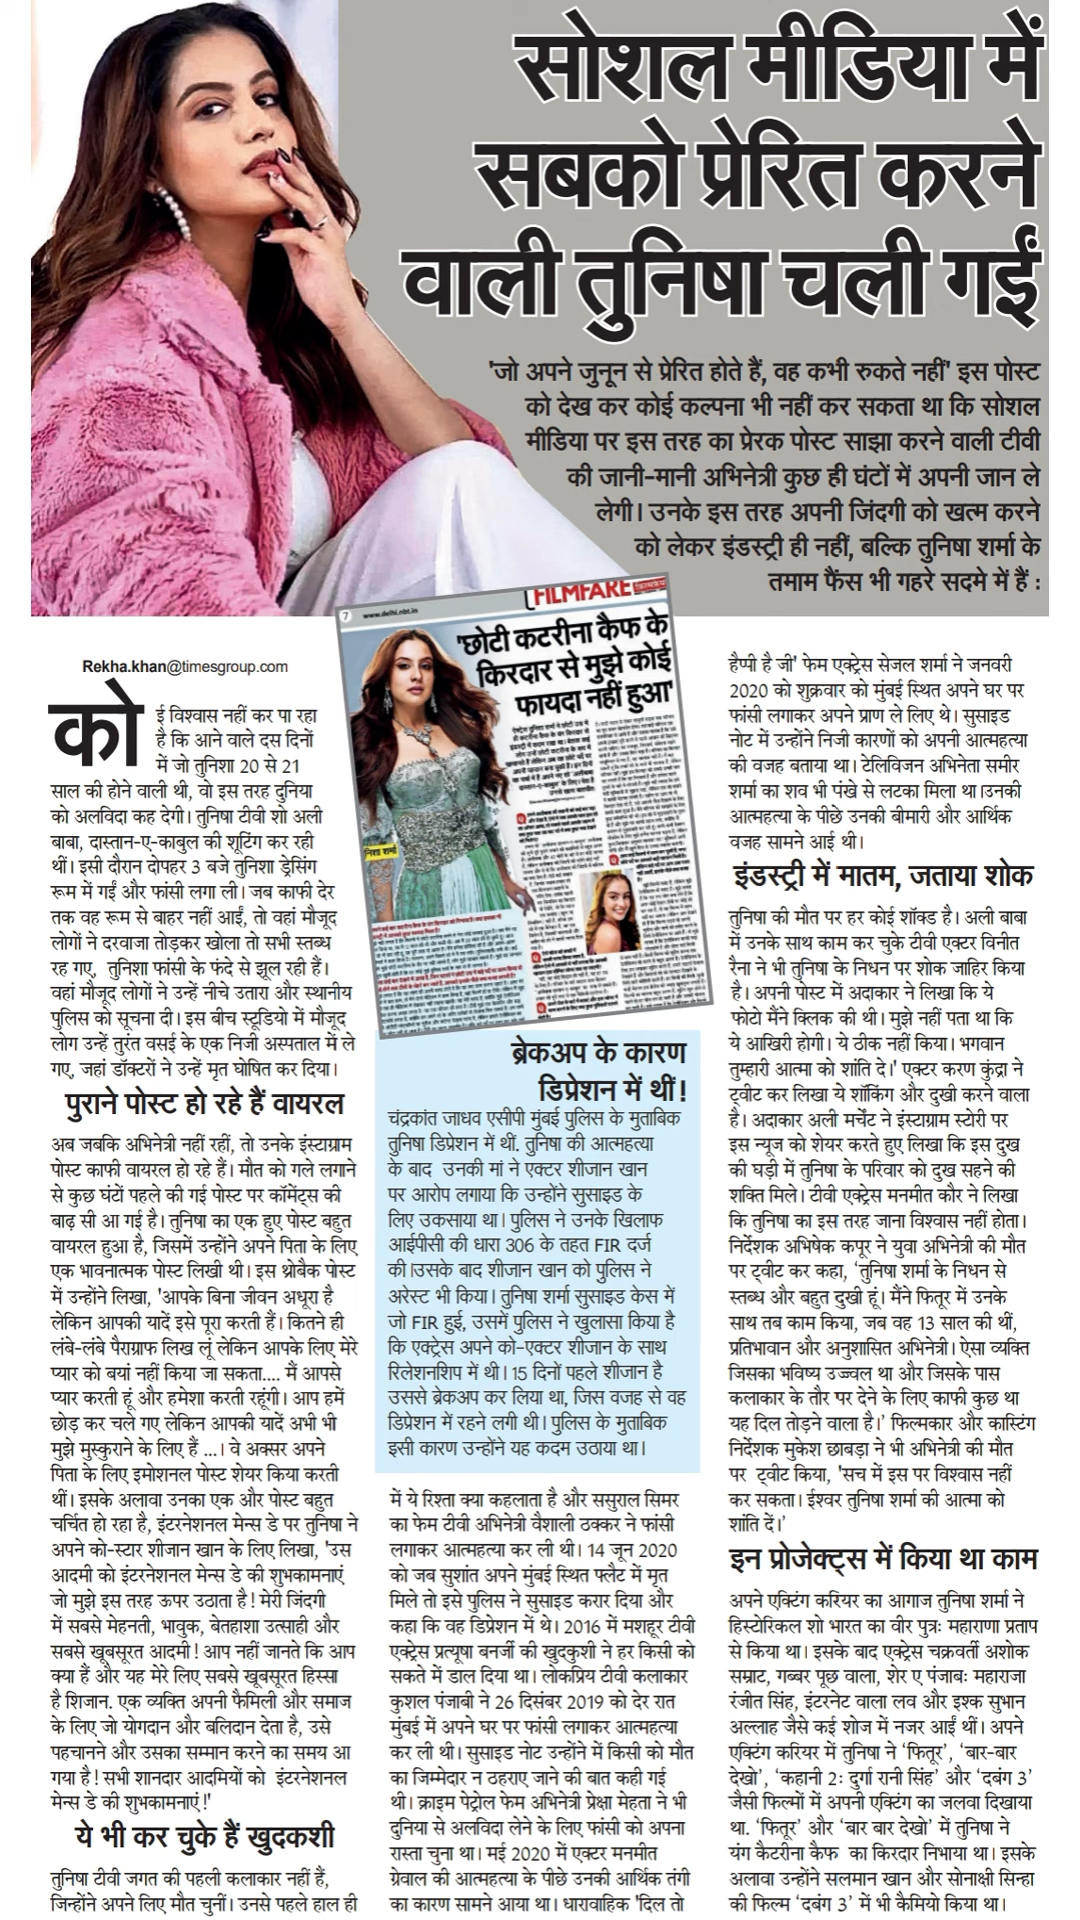 सोशल मीडिया में
सबको प्रेरित करने
वाली तुनिषा चली गईं
'जो अपने जुनून से प्रेरित होते हैं, वह कभी रुकते नहीं' इस पोस्ट
को देख कर कोई कल्पना भी नहीं कर सकता था कि सोशल
मीडिया पर इस तरह का प्रेरक पोस्ट साझा करने वाली टीवी
की जानी-मानी अभिनेत्री कुछ ही घंटों में अपनी जान ले
लेगी। उनके इस तरह अपनी जिंदगी को खत्म करने
को लेकर इंडस्ट्री ही नहीं, बल्कि तुनिषा शर्मा के
तमाम फैंस भी गहरे सदमे में हैं :
Rekha.khan@timesgroup.com
कोई विश्वास नहीं कर पा रहा
है कि आने वाले दस दिनों
में जो तुनिशा 20 से 21
साल की होने वाली थी, वो इस तरह दुनिया
को अलविदा कह देगी। तुनिषा टीवी शो अली
बाबा, दास्तान-ए-काबुल की शूटिंग कर रही
थीं। इसी दौरान दोपहर 3 बजे तुनिशा ड्रेसिंग
रूम में गईं और फांसी लगा ली। जब काफी देर
तक वह रूम से बाहर नहीं आईं, तो वहां मौजूद
लोगों ने दरवाजा तोड़कर खोला तो सभी स्तब्ध
रह गए, तुनिशा फांसी के फंदे से झूल रही हैं।
वहां मौजूद लोगों ने उन्हें नीचे उतारा और स्थानीय
पुलिस को सूचना दी। इस बीच स्टूडियो में मौजूद
लोग उन्हें तुरंत वसई के एक निजी अस्पताल में ले
गए, जहां डॉक्टरों ने उन्हें मृत घोषित कर दिया।
पुराने पोस्ट हो रहे हैं वायरल
अब जबकि अभिनेत्री नहीं रहीं, तो उनके इंस्टाग्राम
पोस्ट काफी वायरल हो रहे हैं। मौत को गले लगाने
से कुछ घंटों पहले की गई पोस्ट पर कॉमेंट्स की
बाढ़ सी आ गई है। तुनिषा का एक हुए पोस्ट बहुत
वायरल हुआ है, जिसमें उन्होंने अपने पिता के लिए
एक भावनात्मक पोस्ट लिखी थी। इस थ्रोबैक पोस्ट
में उन्होंने लिखा, 'आपके बिना जीवन अधूरा है
लेकिन आपकी यादें इसे पूरा करती हैं। कितने ही
लंबे-लंबे पैराग्राफ लिख लूं लेकिन आपके लिए मेरे
प्यार को बयां नहीं किया जा सकता.... मैं आपसे
प्यार करती हूं और हमेशा करती रहूंगी। आप हमें
छोड़ कर चले गए लेकिन आपकी यादें अभी भी
मुझे मुस्कुराने के लिए हैं ...। वे अक्सर अपने
पिता के लिए इमोशनल पोस्ट शेयर किया करती
थीं। इसके अलावा उनका एक और पोस्ट बहुत
चर्चित हो रहा है, इंटरनेशनल मेन्स डे पर तुनिषा ने
अपने को-स्टार शीजान खान के लिए लिखा, 'उस
आदमी को इंटरनेशनल मेन्स डे की शुभकामनाएं
जो मुझे इस तरह ऊपर उठाता है! मेरी जिंदगी
में सबसे मेहनती, भावुक, बेतहाशा उत्साही और
सबसे खूबसूरत आदमी! आप नहीं जानते कि आप
क्या हैं और यह मेरे लिए सबसे खूबसूरत हिस्सा
है शिजान. एक व्यक्ति अपनी फैमिली और समाज
के लिए जो योगदान और बलिदान देता है, उसे
पहचानने और उसका सम्मान करने का समय आ
गया है! सभी शानदार आदमियों को इंटरनेशनल
मेन्स डे की शुभकामनाएं!'
ये भी कर चुके हैं खुदकशी
तुनिषा टीवी जगत की पहली कलाकार नहीं हैं,
जिन्होंने अपने लिए मौत चुनीं। उनसे पहले हाल ही
7
www.delhi.nbt.in
FILMFARE
'छोटी कटरीना कैफ के
किरदार से मुझे कोई
फायदा नहीं हुआ'
निशा शर्मा
ब्रेकअप के कारण
डिप्रेशन में थीं!
चंद्रकांत जाधव एसीपी मुंबई पुलिस के मुताबिक
तुनिषा डिप्रेशन में थीं. तुनिषा की आत्महत्या
के बाद उनकी मां ने एक्टर शीजान खान
पर आरोप लगाया कि उन्होंने सुसाइड के
लिए उकसाया था। पुलिस ने उनके खिलाफ
आईपीसी की धारा 306 के तहत FIR दर्ज
की।उसके बाद शीजान खान को पुलिस ने
अरेस्ट भी किया। तुनिषा शर्मा सुसाइड केस में
जो FIR हुई, उसमें पुलिस ने खुलासा किया है
कि एक्ट्रेस अपने को-एक्टर शीजान के साथ
रिलेशनशिप में थी। 15 दिनों पहले शीजान है
उससे ब्रेकअप कर लिया था, जिस वजह से वह
डिप्रेशन में रहने लगी थी। पुलिस के मुताबिक
इसी कारण उन्होंने यह कदम उठाया था।
में ये रिश्ता क्या कहलाता है और ससुराल सिमर
का फेम टीवी अभिनेत्री वैशाली ठक्कर ने फांसी
लगाकर आत्महत्या कर ली थी। 14 जून 2020
को जब सुशांत अपने मुंबई स्थित फ्लैट में मृत
मिले तो इसे पुलिस ने सुसाइड करार दिया और
कहा कि वह डिप्रेशन में थे। 2016 में मशहूर टीवी
एक्ट्रेस प्रत्यूषा बनर्जी की खुदकुशी ने हर किसी को
सकते में डाल दिया था। लोकप्रिय टीवी कलाकार
कुशल पंजाबी ने 26 दिसंबर 2019 को देर रात
मुंबई में अपने घर पर फांसी लगाकर आत्महत्या
कर ली थी। सुसाइड नोट उन्होंने में किसी को मौत
का जिम्मेदार न ठहराए जाने की बात कही गई
थी। क्राइम पेट्रोल फेम अभिनेत्री प्रेक्षा मेहता ने भी
दुनिया से अलविदा लेने के लिए फांसी को अपना
रास्ता चुना था। मई 2020 में एक्टर मनमीत
ग्रेवाल की आत्महत्या के पीछे उनकी आर्थिक तंगी
का कारण सामने आया था। धारावाहिक 'दिल तो
हैप्पी है जी' फेम एक्ट्रेस सेजल शर्मा ने जनवरी
2020 को शुक्रवार को मुंबई स्थित अपने घर पर
फांसी लगाकर अपने प्राण ले लिए थे। सुसाइड
नोट में उन्होंने निजी कारणों को अपनी आत्महत्या
की वजह बताया था। टेलिविजन अभिनेता समीर
शर्मा का शव भी पंखे से लटका मिला था।उनकी
आत्महत्या के पीछे उनकी बीमारी और आर्थिक
वजह सामने आई थी।
इंडस्ट्री में मातम, जताया शोक
तुनिषा की मौत पर हर कोई शॉक्ड है। अली बाबा
में उनके साथ काम कर चुके टीवी एक्टर विनीत
रैना ने भी तुनिषा के निधन पर शोक जाहिर किया
है। अपनी पोस्ट में अदाकार ने लिखा कि ये
फोटो मैंने क्लिक की थी। मुझे नहीं पता था कि
ये आखिरी होगी। ये ठीक नहीं किया। भगवान
तुम्हारी आत्मा को शांति दे।' एक्टर करण कुंद्रा ने
ट्वीट कर लिखा ये शॉकिंग और दुखी करने वाला
है। अदाकार अली मर्चेंट ने इंस्टाग्राम स्टोरी पर
इस न्यूज को शेयर करते हुए लिखा कि इस दुख
की घड़ी में तुनिषा के परिवार को दुख सहने की
शक्ति मिले। टीवी एक्ट्रेस मनमीत कौर ने लिखा
कि तुनिषा का इस तरह जाना विश्वास नहीं होता।
निर्देशक अभिषेक कपूर ने युवा अभिनेत्री की मौत
पर ट्वीट कर कहा, 'तुनिषा शर्मा के निधन से
स्तब्ध और बहुत दुखी हूं। मैंने फितूर में उनके
साथ तब काम किया, जब वह 13 साल की थीं,
प्रतिभावान और अनुशासित अभिनेत्री। ऐसा व्यक्ति
जिसका भविष्य उज्ज्वल था और जिसके पास
कलाकार के तौर पर देने के लिए काफी कुछ था
यह दिल तोड़ने वाला है।' फिल्मकार और कास्टिंग
निर्देशक मुकेश छाबड़ा ने भी अभिनेत्री की मौत
पर ट्वीट किया, 'सच में इस पर विश्वास नहीं
कर सकता। ईश्वर तुनिषा शर्मा की आत्मा को
शांति दें।'
इन प्रोजेक्ट्स में किया था काम
अपने एक्टिंग करियर का आगाज तुनिषा शर्मा ने
हिस्टोरिकल शो भारत का वीर पुत्रः महाराणा प्रताप
से किया था। इसके बाद एक्ट्रेस चक्रवर्ती अशोक
सम्राट, गब्बर पूछ वाला, शेर ए पंजाबः महाराजा
रंजीत सिंह, इंटरनेट वाला लव और इश्क सुभान
अल्लाह जैसे कई शोज में नजर आईं थीं। अपने
एक्टिंग करियर में तुनिषा ने 'फितूर', 'बार-बार
देखो', 'कहानी 2ः दुर्गा रानी सिंह' और 'दबंग 3'
जैसी फिल्मों में अपनी एक्टिंग का जलवा दिखाया
था. 'फितूर' और 'बार बार देखो' में तुनिषा ने
यंग कैटरीना कैफ का किरदार निभाया था। इसके
अलावा उन्होंने सलमान खान और सोनाक्षी सिन्हा
की फिल्म 'दबंग 3' में भी कैमियो किया था।